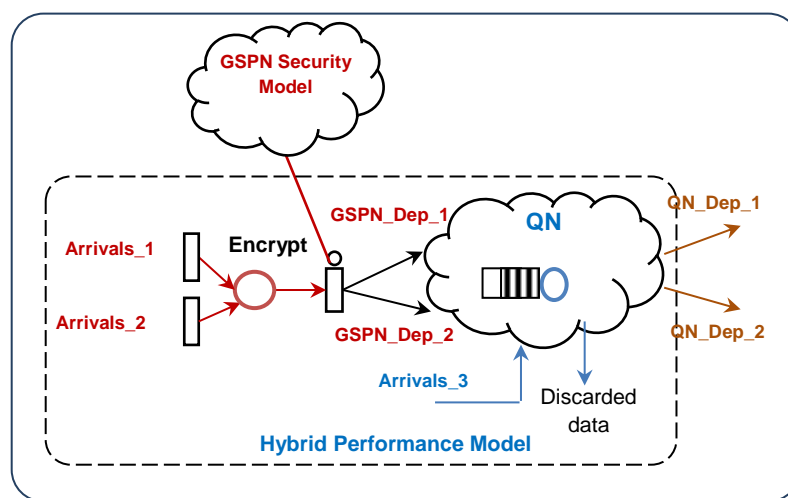 GSPN Security
Model
GSPN_Dep_1
QN
QN_Dep_1
Arrivals_1
Encrypt
Arrivals_2
GSPN_Dep_2
QN_Dep_2
Arrivals_3
Discarded
data
Hybrid Performance Model